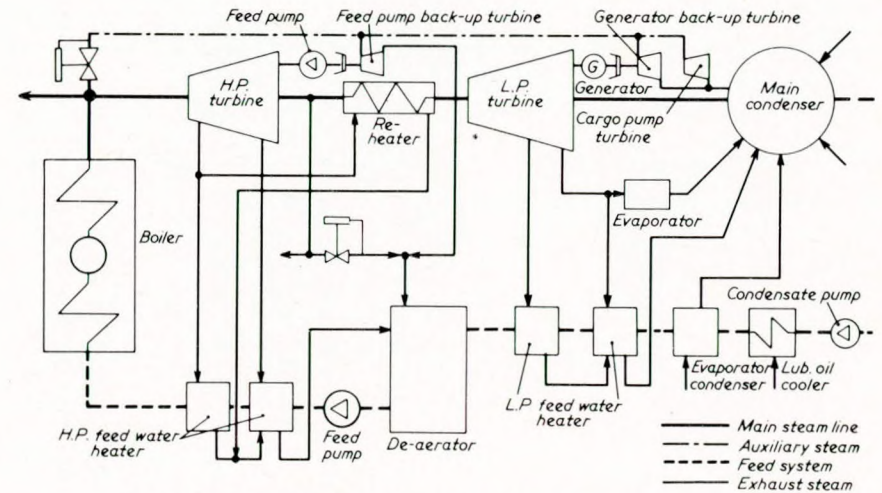 Feed pump
Feed pump back-up turbine
Generator back-up turbine
H.P.
turbine
L.P.
turbine
G
Generator
Main
condenser
Re-
heater
Cargo pump
turbine
Boiler
Evaporator
Condensate pump
Evaporator
condenser
Lub. oil
cooler
L.P. feed water
heater
H.P. feed water
heater
Feed
pump
De-aerator
Main steam line
Auxiliary steam
Feed system
Exhaust steam